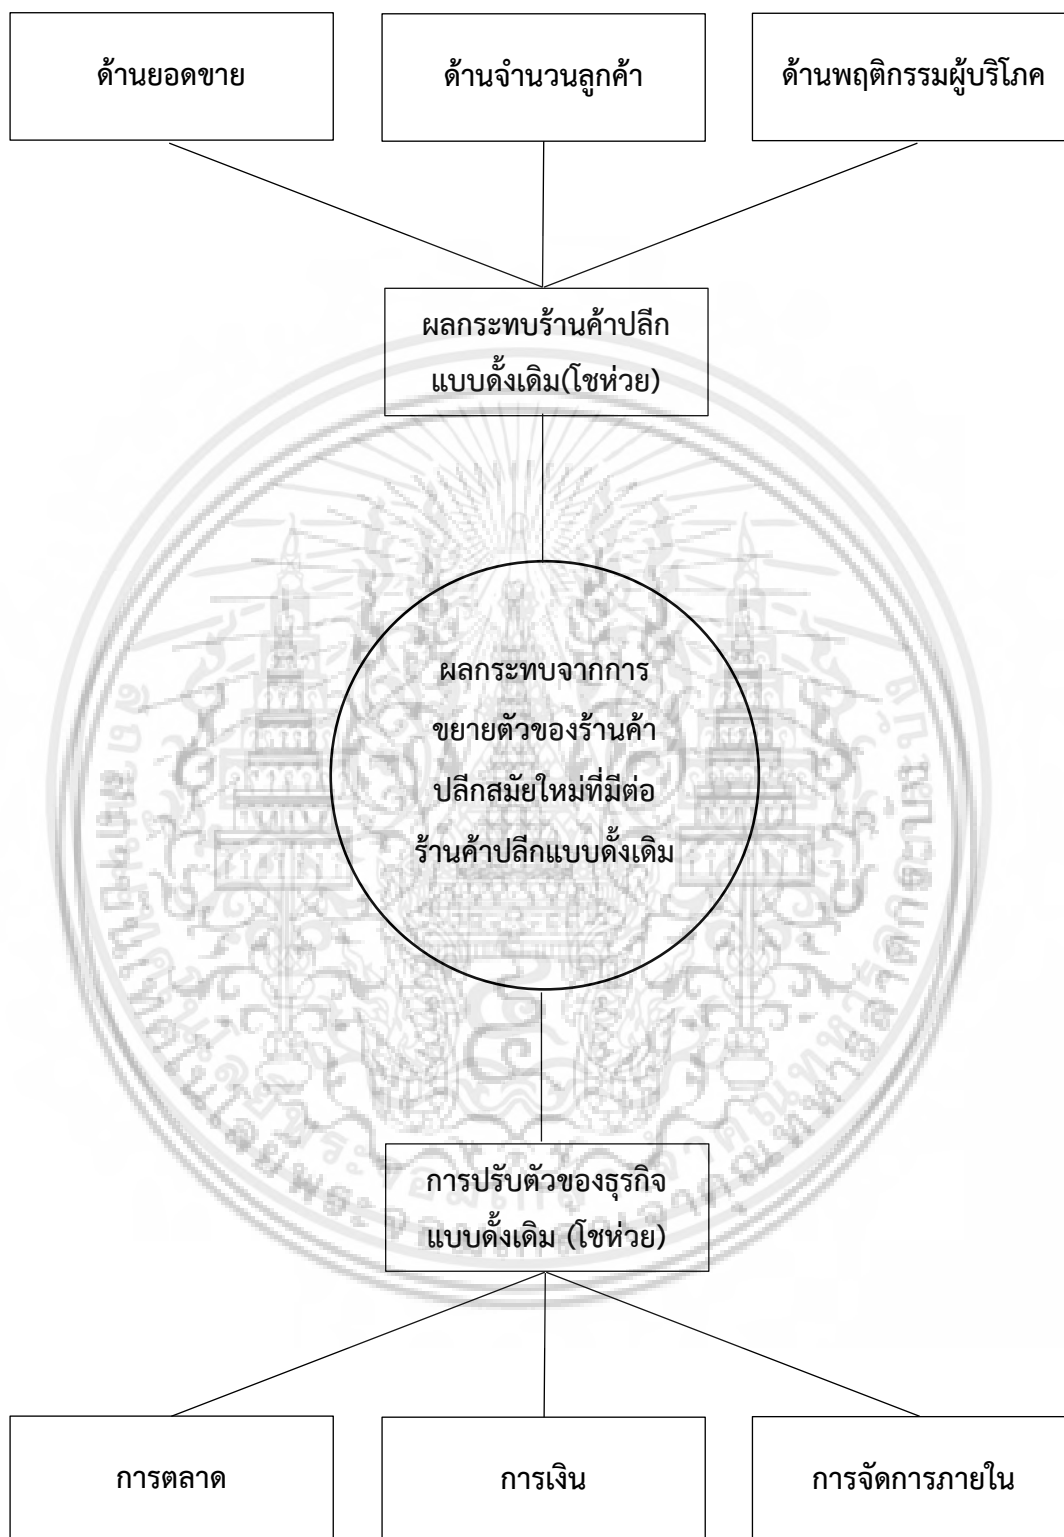 ด้านยอดขาย
ด้านจำนวนลูกค้า
ด้านพฤติกรรมผู้บริโภค
ผลกระทบร้านค้าปลีก
แบบดั้งเดิม(โชห่วย)
ผลกระทบจากการ
ขยายตัวของร้านค้า
ปลีกสมัยใหม่ที่มีต่อ
ร้านค้าปลีกแบบดั้งเดิม
การปรับตัวของธุรกิจ
แบบดั้งเดิม (โชห่วย)
การตลาด
การเงิน
การจัดการภายใน